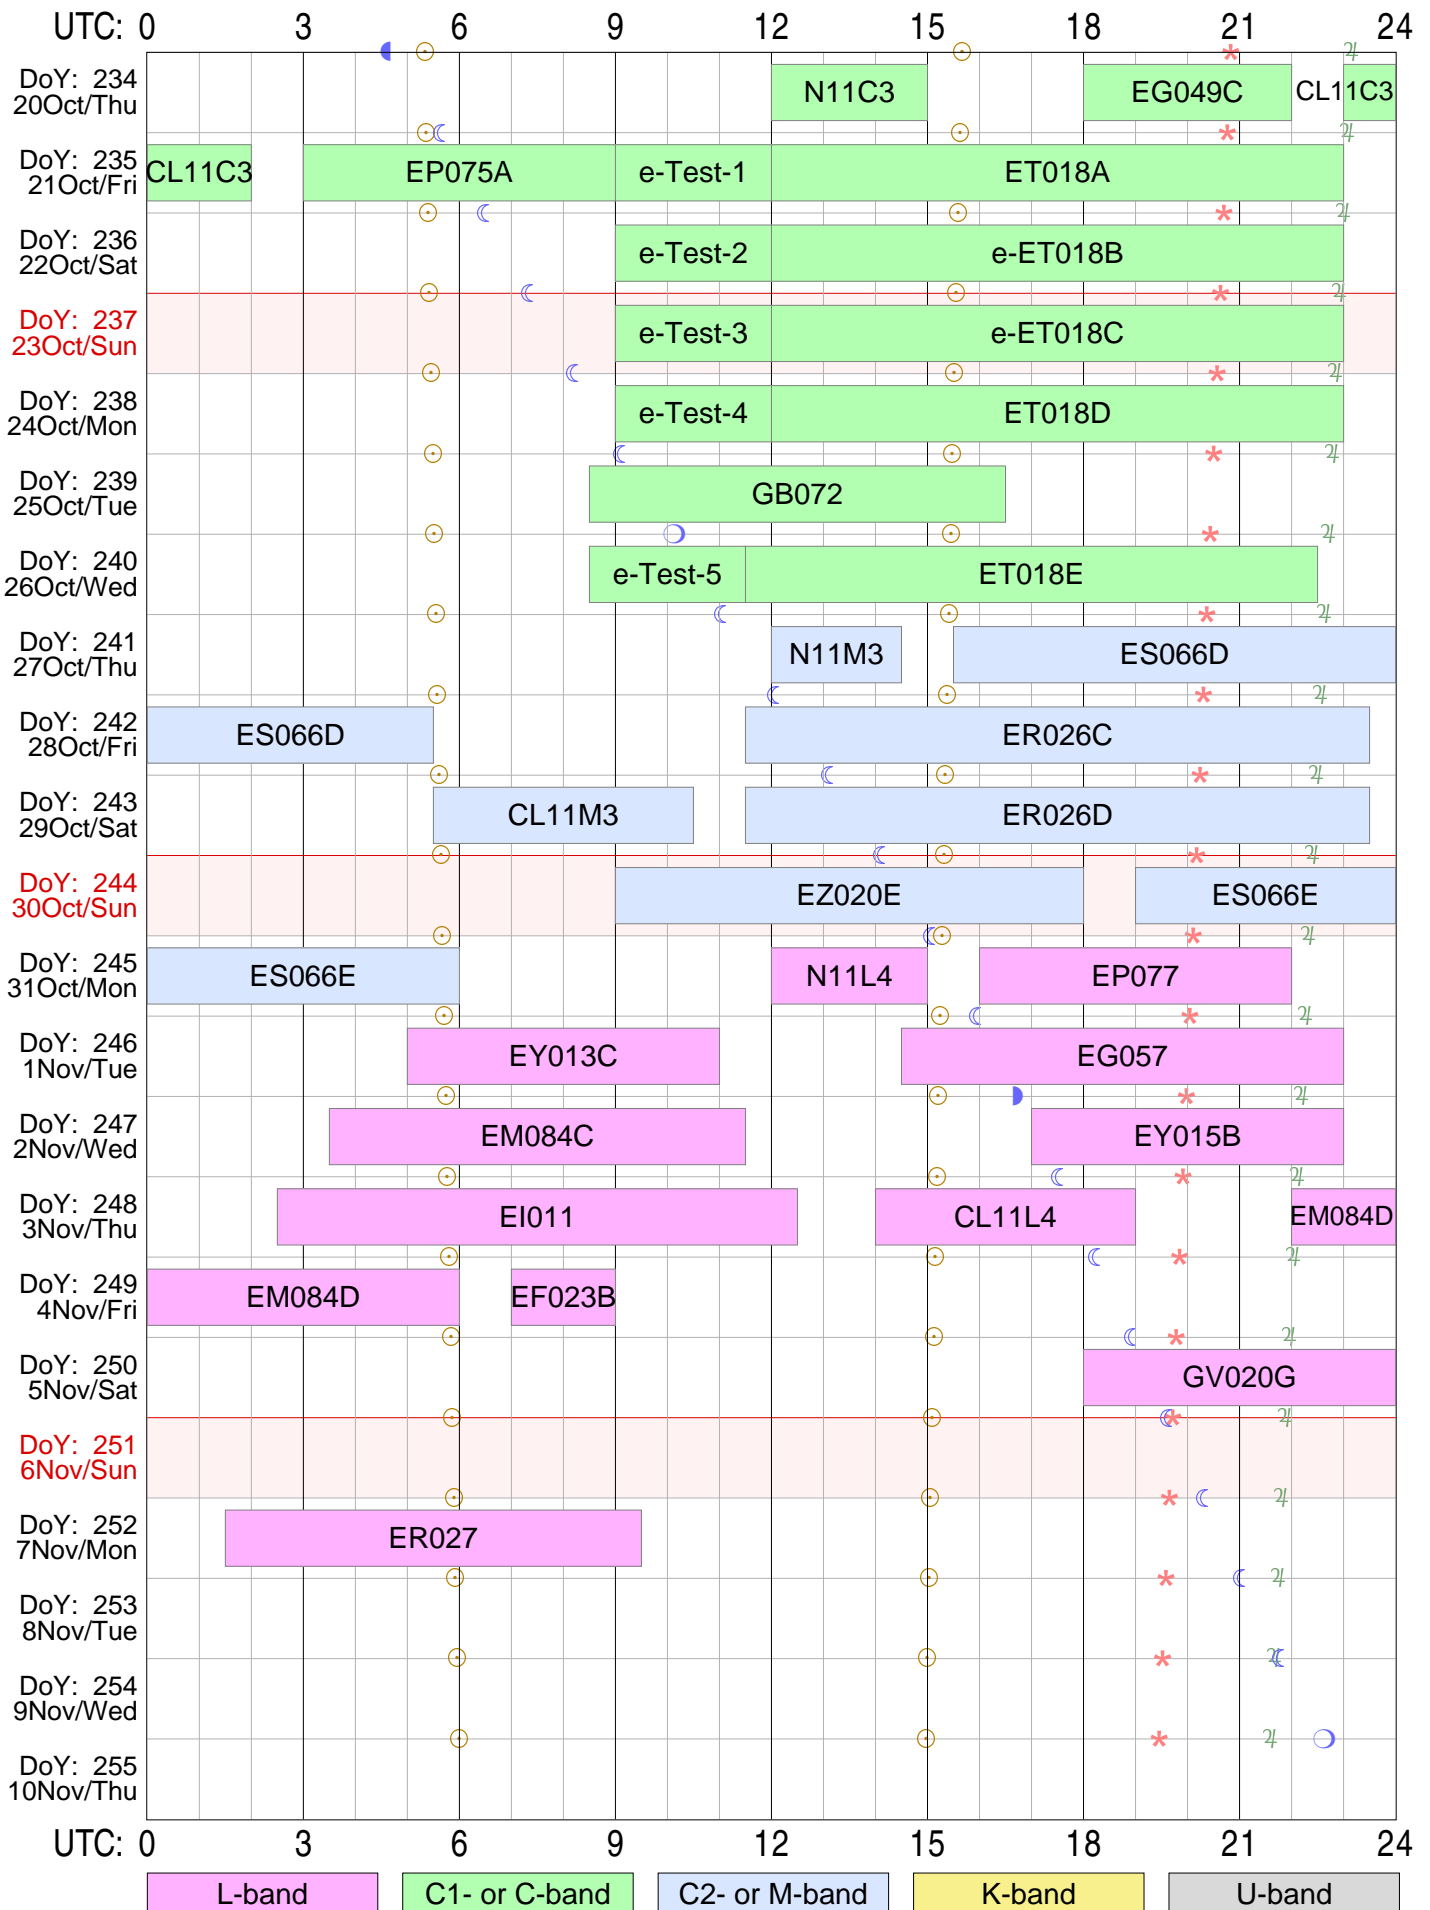 UTC: 0 3 6 9 12 15 18 21 24
DoY: 234
20Oct/Thu
N11C3 EG049C CL11C3
DoY: 235
21Oct/Fri
CL11C3 EP075A e-Test-1 ET018A
DoY: 236
22Oct/Sat
e-Test-2 e-ET018B
DoY: 237
23Oct/Sun
e-Test-3 e-ET018C
DoY: 238
24Oct/Mon
e-Test-4 ET018D
DoY: 239
25Oct/Tue
GB072
DoY: 240
26Oct/Wed
e-Test-5 ET018E
DoY: 241
27Oct/Thu
N11M3 ES066D
DoY: 242
28Oct/Fri
ES066D ER026C
DoY: 243
29Oct/Sat
CL11M3 ER026D
DoY: 244
30Oct/Sun
EZ020E ES066E
DoY: 245
31Oct/Mon
ES066E N11L4 EP077
DoY: 246
1Nov/Tue
EY013C EG057
DoY: 247
2Nov/Wed
EM084C EY015B
DoY: 248
3Nov/Thu
EI011 CL11L4 EM084D
DoY: 249
4Nov/Fri
EM084D EF023B
DoY: 250
5Nov/Sat
GV020G
DoY: 251
6Nov/Sun
DoY: 252
7Nov/Mon
ER027
DoY: 253
8Nov/Tue
DoY: 254
9Nov/Wed
DoY: 255
10Nov/Thu
UTC: 0 3 6 9 12 15 18 21 24
L-band C1- or C-band C2- or M-band K-band U-band